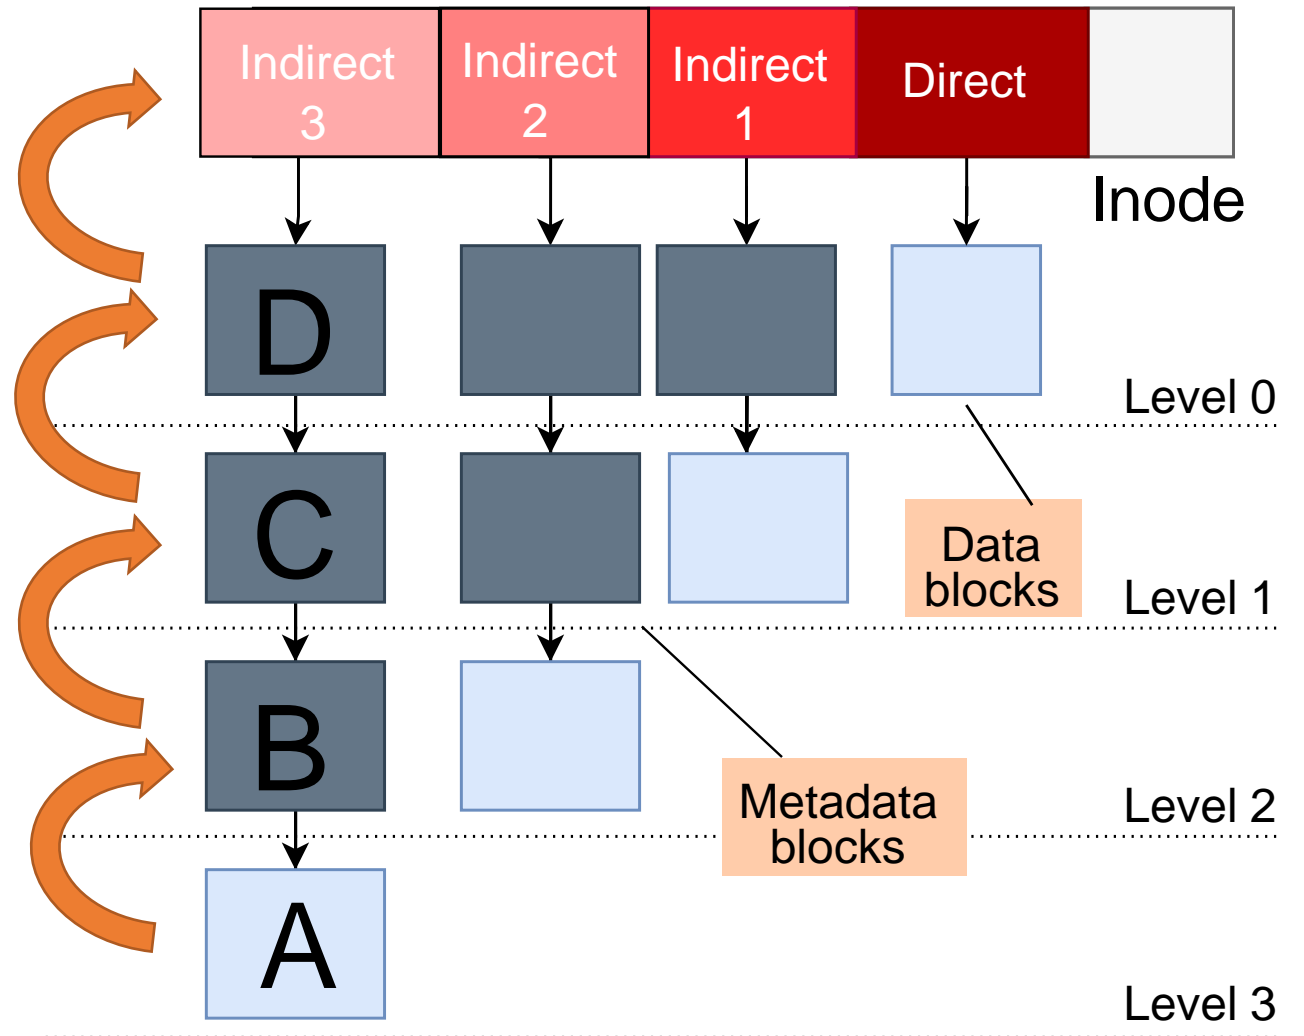 Indirect
3
Indirect
2
Indirect
1
Direct
Inode
D
Level 0
C
Data
blocks
Level 1
B
Metadata
blocks
Level 2
A
Level 3